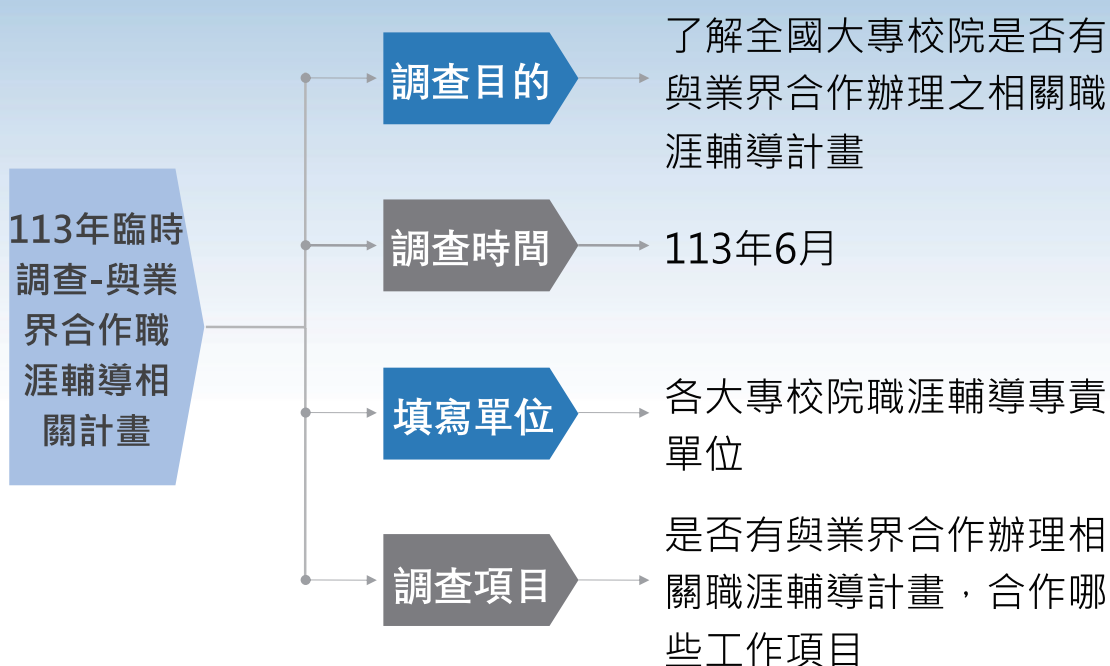 113年臨時
調查-與業
界合作職
涯輔導相
關計畫
調查目的
了解全國大專校院是否有
與業界合作辦理之相關職
涯輔導計畫
調查時間
113年6月
填寫單位
各大專校院職涯輔導專責
單位
調查項目
是否有與業界合作辦理相
關職涯輔導計畫，合作哪
些工作項目